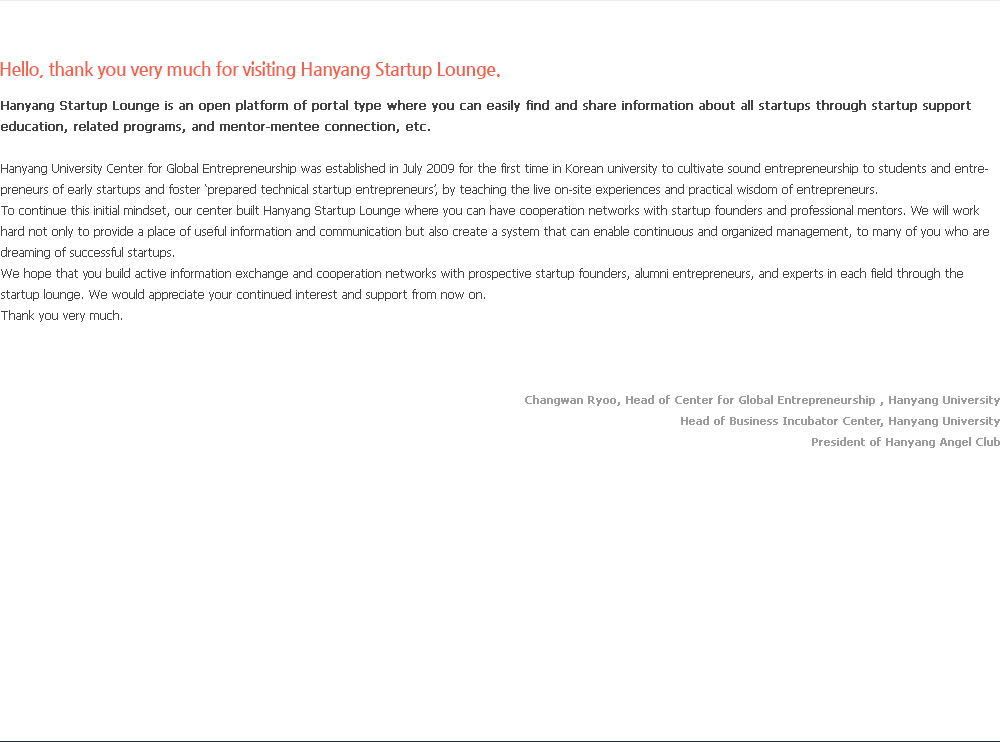 Hello, thank you very much for visiting Hanyang Startup Lounge.
Hanyang Startup Lounge is an open platform of portal type where you can easily find and share information about all startups through startup support
education, related programs, and mentor-mentee connection, etc.
Hanyang University Center for Global Entrepreneurship was established in July 2009 for the first time in Korean university to cultivate sound entrepreneurship to students and entre-
preneurs of early startups and foster ‘prepared technical startup entrepreneurs’, by teaching the live on-site experiences and practical wisdom of entrepreneurs.
To continue this initial mindset, our center built Hanyang Startup Lounge where you can have cooperation networks with startup founders and professional mentors. We will work
hard not only to provide a place of useful information and communication but also create a system that can enable continuous and organized management, to many of you who are
dreaming of successful startups.
We hope that you build active information exchange and cooperation networks with prospective startup founders, alumni entrepreneurs, and experts in each field through the
startup lounge. We would appreciate your continued interest and support from now on.
Thank you very much.
Changwan Ryoo, Head of Center for Global Entrepreneurship , Hanyang University
Head of Business Incubator Center, Hanyang University
President of Hanyang Angel Club